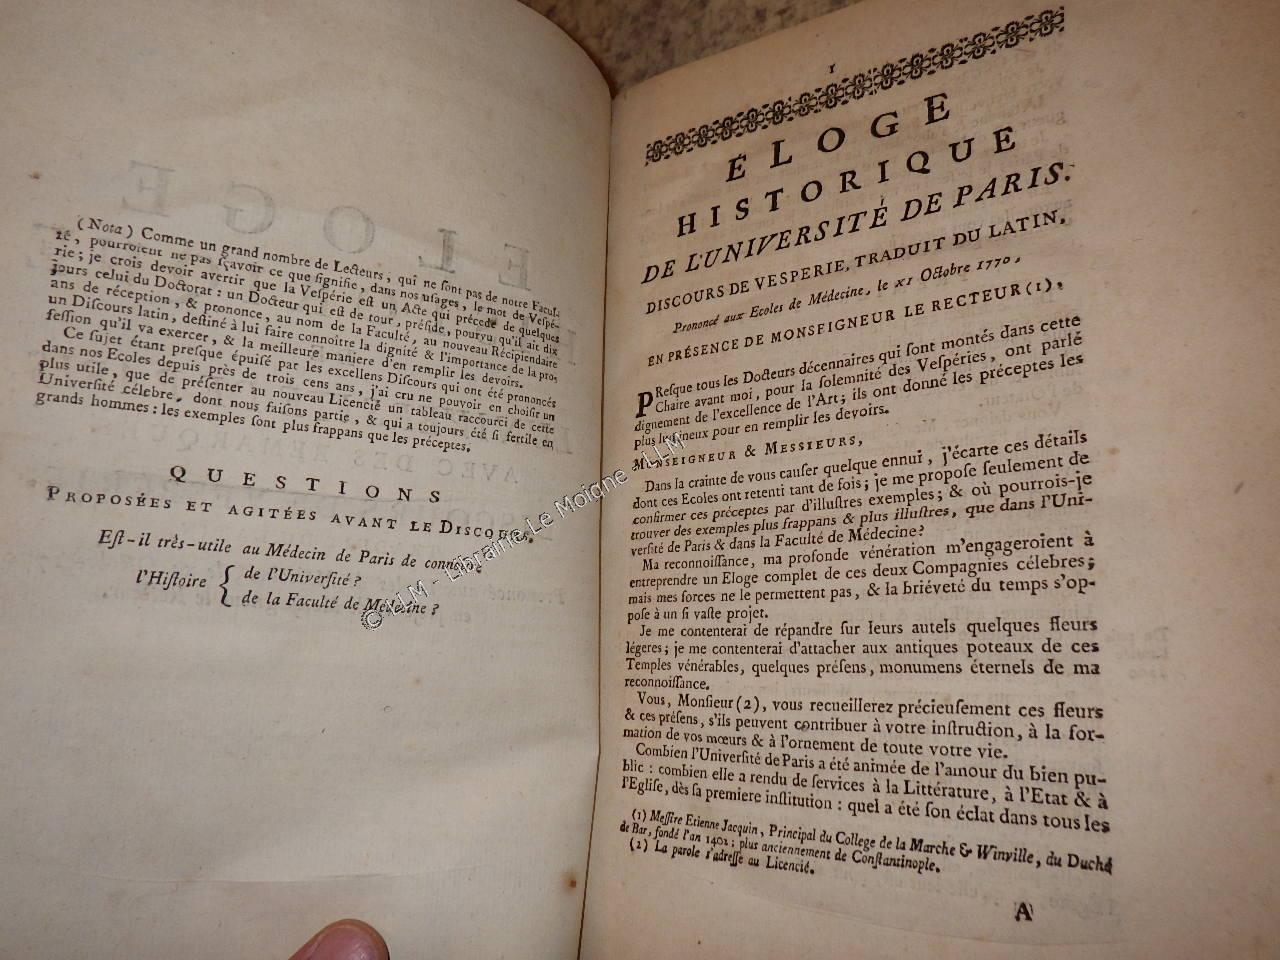 (Nota) Comme un grand nombre de Lecteurs, qui ne ſont pas de notre Facul-
té, pourroient ne pas ſçavoir ce que ſignifie, dans nos uſages, le mot de Veſpé-
rie; je crois devoir avertir que la Veſpérie eſt un Acte qui précede de quelques
jours celui du Doctorat: un Docteur qui eſt de tour, préſide, pourvu qu'il ait dix
ans de réception, & prononce, au nom de la Faculté, au nouveau Récipiendaire
un Diſcours latin, deſtiné à lui faire connoître la dignité & l'importance de la pro-
feſſion qu'il va exercer, & la meilleure maniere d'en remplir les devoirs.
Ce ſujet étant preſque épuiſé par les excellens Diſcours qui ont été prononcés
dans nos Ecoles depuis près de trois cens ans, j'ai cru ne pouvoir en choiſir un
plus utile, que de préſenter au nouveau Licencié un tableau raccourci de cette
Univerſité célebre, dont nous faiſons partie, & qui a toujours été ſi fertile en
grands hommes: les exemples ſont plus frappans que les préceptes.
QUESTIONS
PROPOSÉES ET AGITÉES AVANT LE DISCOURS.
Eſt-il très-utile au Médecin de Paris de connoître
l'Hiſtoire { de l'Univerſité?
de la Faculté de Médecine?
1
ÉLOGE
HISTORIQUE
DE L'UNIVERSITÉ DE PARIS.
DISCOURS DE VESPERIE, TRADUIT DU LATIN,
Prononcé aux Ecoles de Médecine, le XI Octobre 1770,
EN PRÉSENCE DE MONSEIGNEUR LE RECTEUR (1),
PReſque tous les Docteurs décennaires qui ſont montés dans cette
Chaire avant moi, pour la ſolemnité des Veſpéries, ont parlé
dignement de l'excellence de l'Art; ils ont donné les préceptes les
plus lumineux pour en remplir les devoirs.
MONSEIGNEUR & MESSIEURS,
Dans la crainte de vous cauſer quelque ennui, j'écarte ces détails
dont ces Ecoles ont retenti tant de fois; je me propoſe ſeulement de
confirmer ces préceptes par d'illuſtres exemples; & où pourrois-je
trouver des exemples plus frappans & plus illuſtres, que dans l'Uni-
verſité de Paris & dans la Faculté de Médecine?
Ma reconnoiſſance, ma profonde vénération m'engageroient à
entreprendre un Eloge complet de ces deux Compagnies célebres;
mais mes forces ne le permettent pas, & la briéveté du temps s'op-
poſe à un ſi vaſte projet.
Je me contenterai de répandre ſur leurs autels quelques fleurs
légeres; je me contenterai d'attacher aux antiques poteaux de ces
Temples vénérables, quelques préſens, monumens éternels de ma
reconnoiſſance.
Vous, Monſieur (2), vous recueillerez précieuſement ces fleurs
& ces préſens, s'ils peuvent contribuer à votre inſtruction, à la for-
mation de vos mœurs & à l'ornement de toute votre vie.
Combien l'Univerſité de Paris a été animée de l'amour du bien pu-
blic: combien elle a rendu de ſervices à la Littérature, à l'Etat & à
l'Egliſe, dès ſa premiere inſtitution: quel a été ſon éclat dans tous les
(1) Meſſire Etienne Jacquin, Principal du College de la Marche & Winville, du Duché
de Bar, fondé l'an 1402; plus anciennement de Conſtantinople.
(2) La parole s'adreſſe au Licencié.
A
© LLM - Librairie Le Moigne - LLM